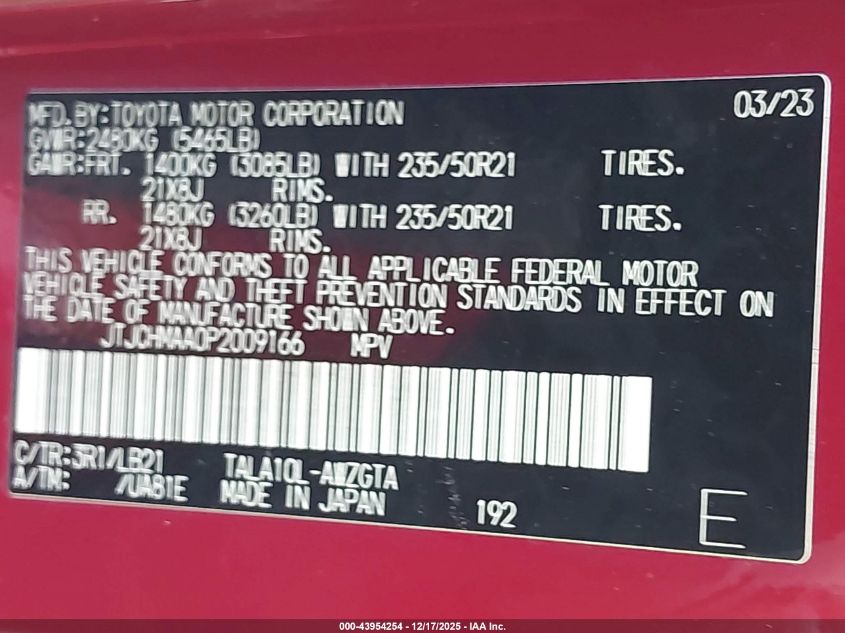 MFD.BY:TOYOTA MOTOR CORPORATION 03/23
GVWR:2480KG (5465LB)
GAWR:FRT. 1400KG (3085LB) WITH 235/50R21 TIRES.
21X8J RIMS.
RR. 1480KG (3260LB) WITH 235/50R21 TIRES.
21X8J RIMS.
THIS VEHICLE CONFORMS TO ALL APPLICABLE FEDERAL MOTOR
VEHICLE SAFETY AND THEFT PREVENTION STANDARDS IN EFFECT ON
THE DATE OF MANUFACTURE SHOWN ABOVE.
JTJCHMAA0P2009166 MPV
C/TR:3R1/LB21 TALA10L-AWZGTA
A/TM: /UA81E MADE IN JAPAN 192 E
000-43954254 - 12/17/2025 - IAA Inc.